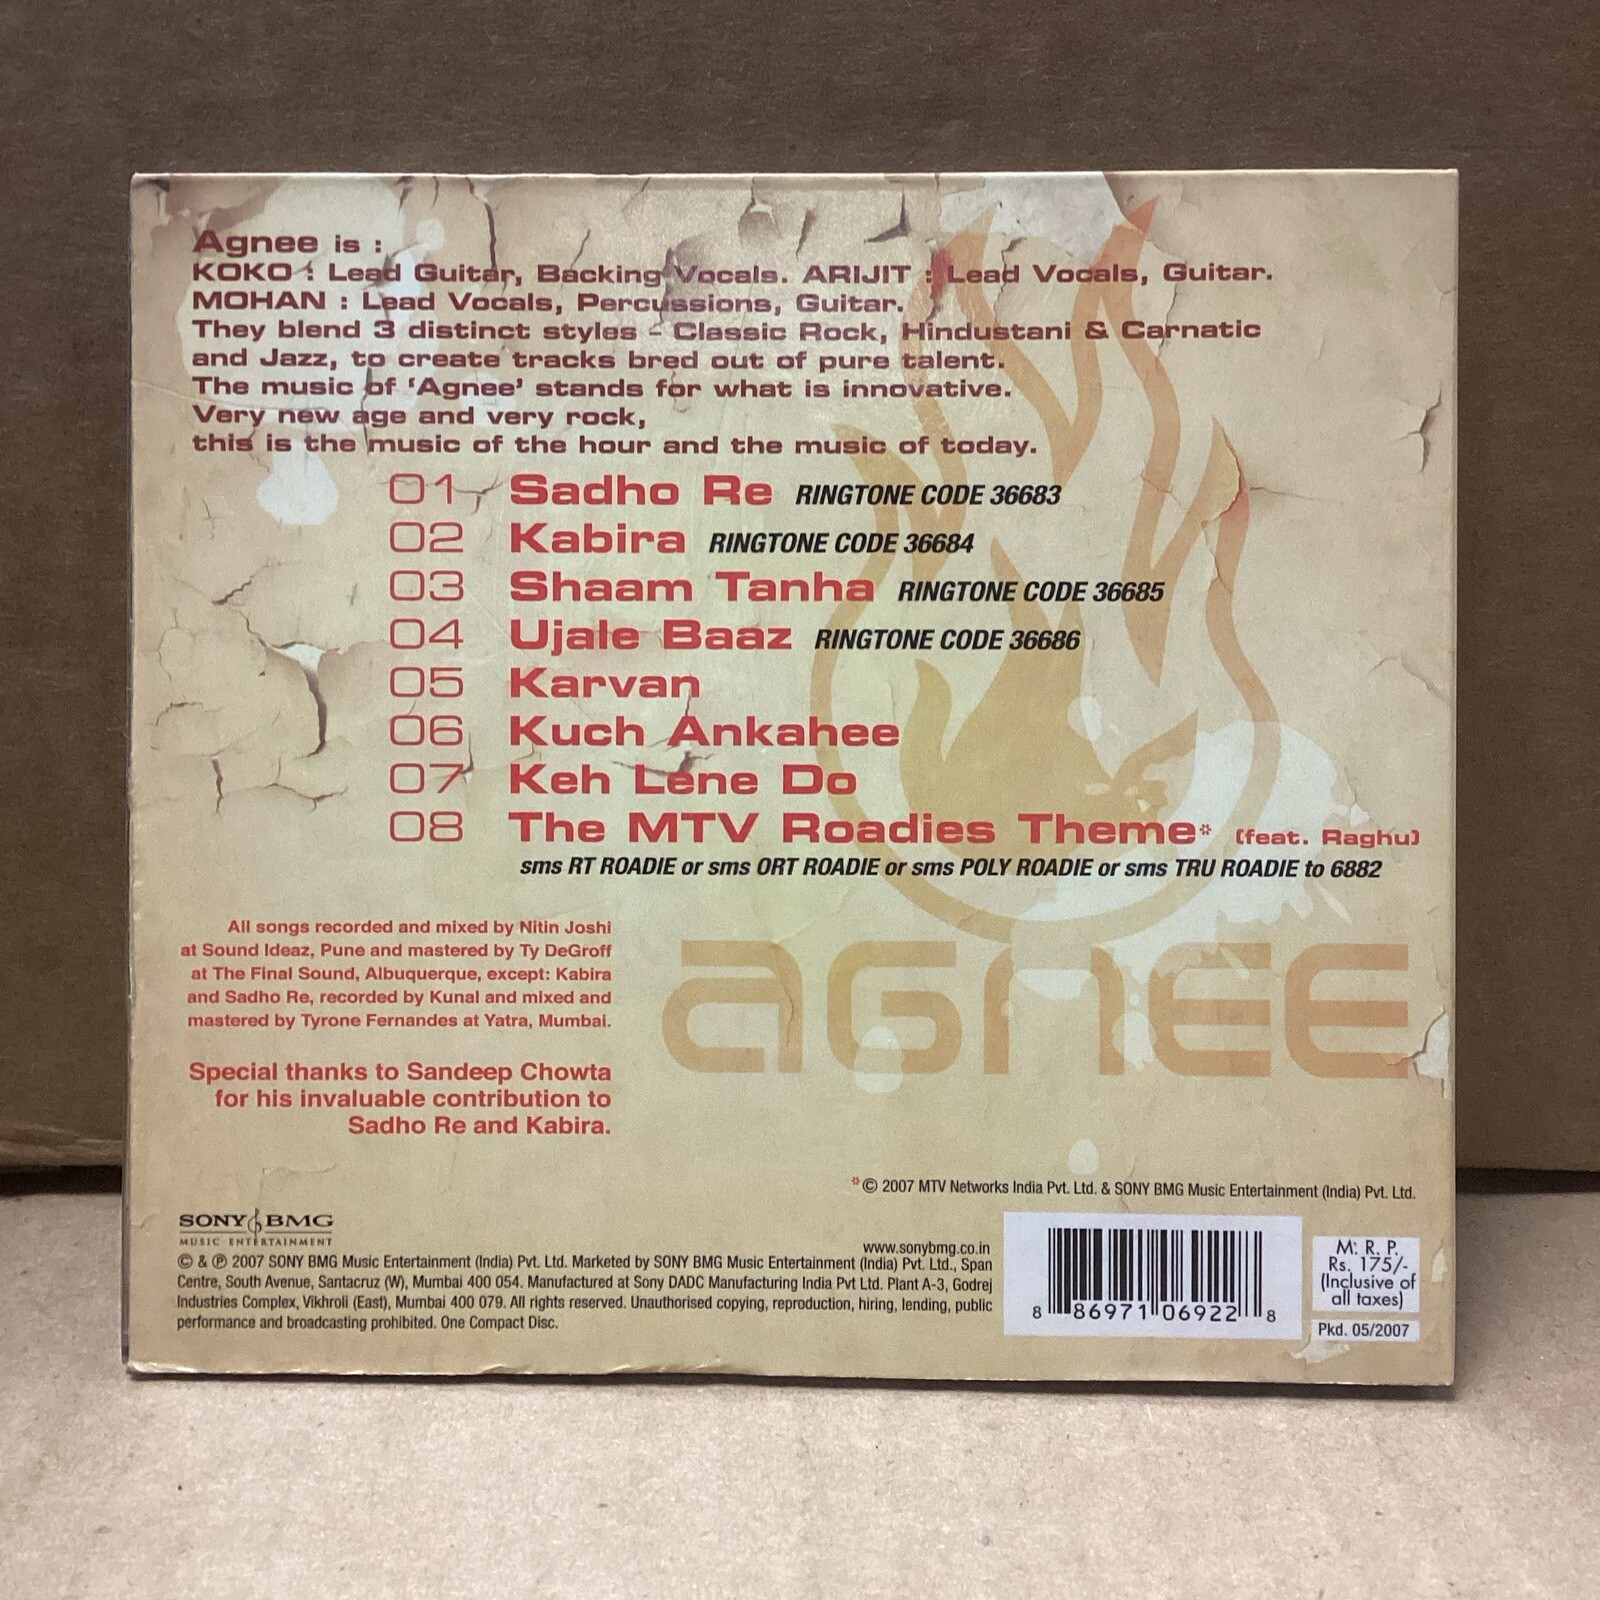 Agnee is :
KOKO : Lead Guitar, Backing Vocals. ARIJIT : Lead Vocals, Guitar.
MOHAN : Lead Vocals, Percussions, Guitar.
They blend 3 distinct styles - Classic Rock, Hindustani & Carnatic
and Jazz, to create tracks bred out of pure talent.
The music of ‘Agnee’ stands for what is innovative.
Very new age and very rock,
this is the music of the hour and the music of today.
01 Sadho Re RINGTONE CODE 36683
02 Kabira RINGTONE CODE 36684
03 Shaam Tanha RINGTONE CODE 36685
04 Ujale Baaz RINGTONE CODE 36686
05 Karvan
06 Kuch Ankahee
07 Keh Lene Do
08 The MTV Roadies Theme* (feat. Raghu)
sms RT ROADIE or sms ORT ROADIE or sms POLY ROADIE or sms TRU ROADIE to 6882
All songs recorded and mixed by Nitin Joshi
at Sound Ideaz, Pune and mastered by Ty DeGroff
at The Final Sound, Albuquerque, except: Kabira
and Sadho Re, recorded by Kunal and mixed and
mastered by Tyrone Fernandes at Yatra, Mumbai.
Special thanks to Sandeep Chowta
for his invaluable contribution to
Sadho Re and Kabira.
AGNEE
*© 2007 MTV Networks India Pvt. Ltd. & SONY BMG Music Entertainment (India) Pvt. Ltd.
SONY BMG
MUSIC ENTERTAINMENT
www.sonybmg.co.in
© & ℗ 2007 SONY BMG Music Entertainment (India) Pvt. Ltd. Marketed by SONY BMG Music Entertainment (India) Pvt. Ltd., Span
Centre, South Avenue, Santacruz (W), Mumbai 400 054. Manufactured at Sony DADC Manufacturing India Pvt Ltd. Plant A-3, Godrej
Industries Complex, Vikhroli (East), Mumbai 400 079. All rights reserved. Unauthorised copying, reproduction, hiring, lending, public
performance and broadcasting prohibited. One Compact Disc.
8 86971 06922 8
M. R. P.
Rs. 175/-
(Inclusive of
all taxes)
Pkd. 05/2007